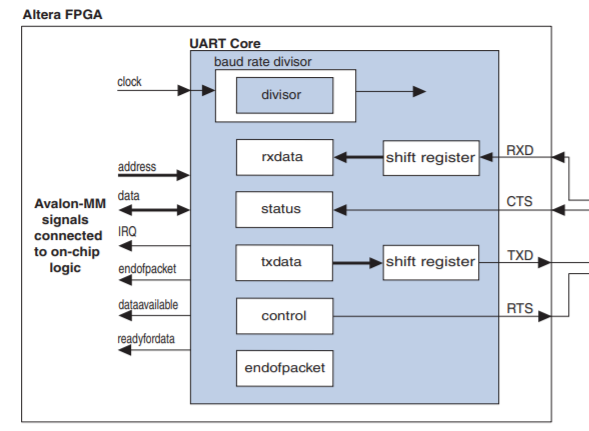 Altera FPGA
UART Core
baud rate divisor
clock
divisor
address
rxdata
shift register
RXD
data
status
CTS
Avalon-MM
signals
connected
to on-chip
logic
IRQ
txdata
shift register
TXD
endofpacket
dataavailable
control
RTS
readyfordata
endofpacket